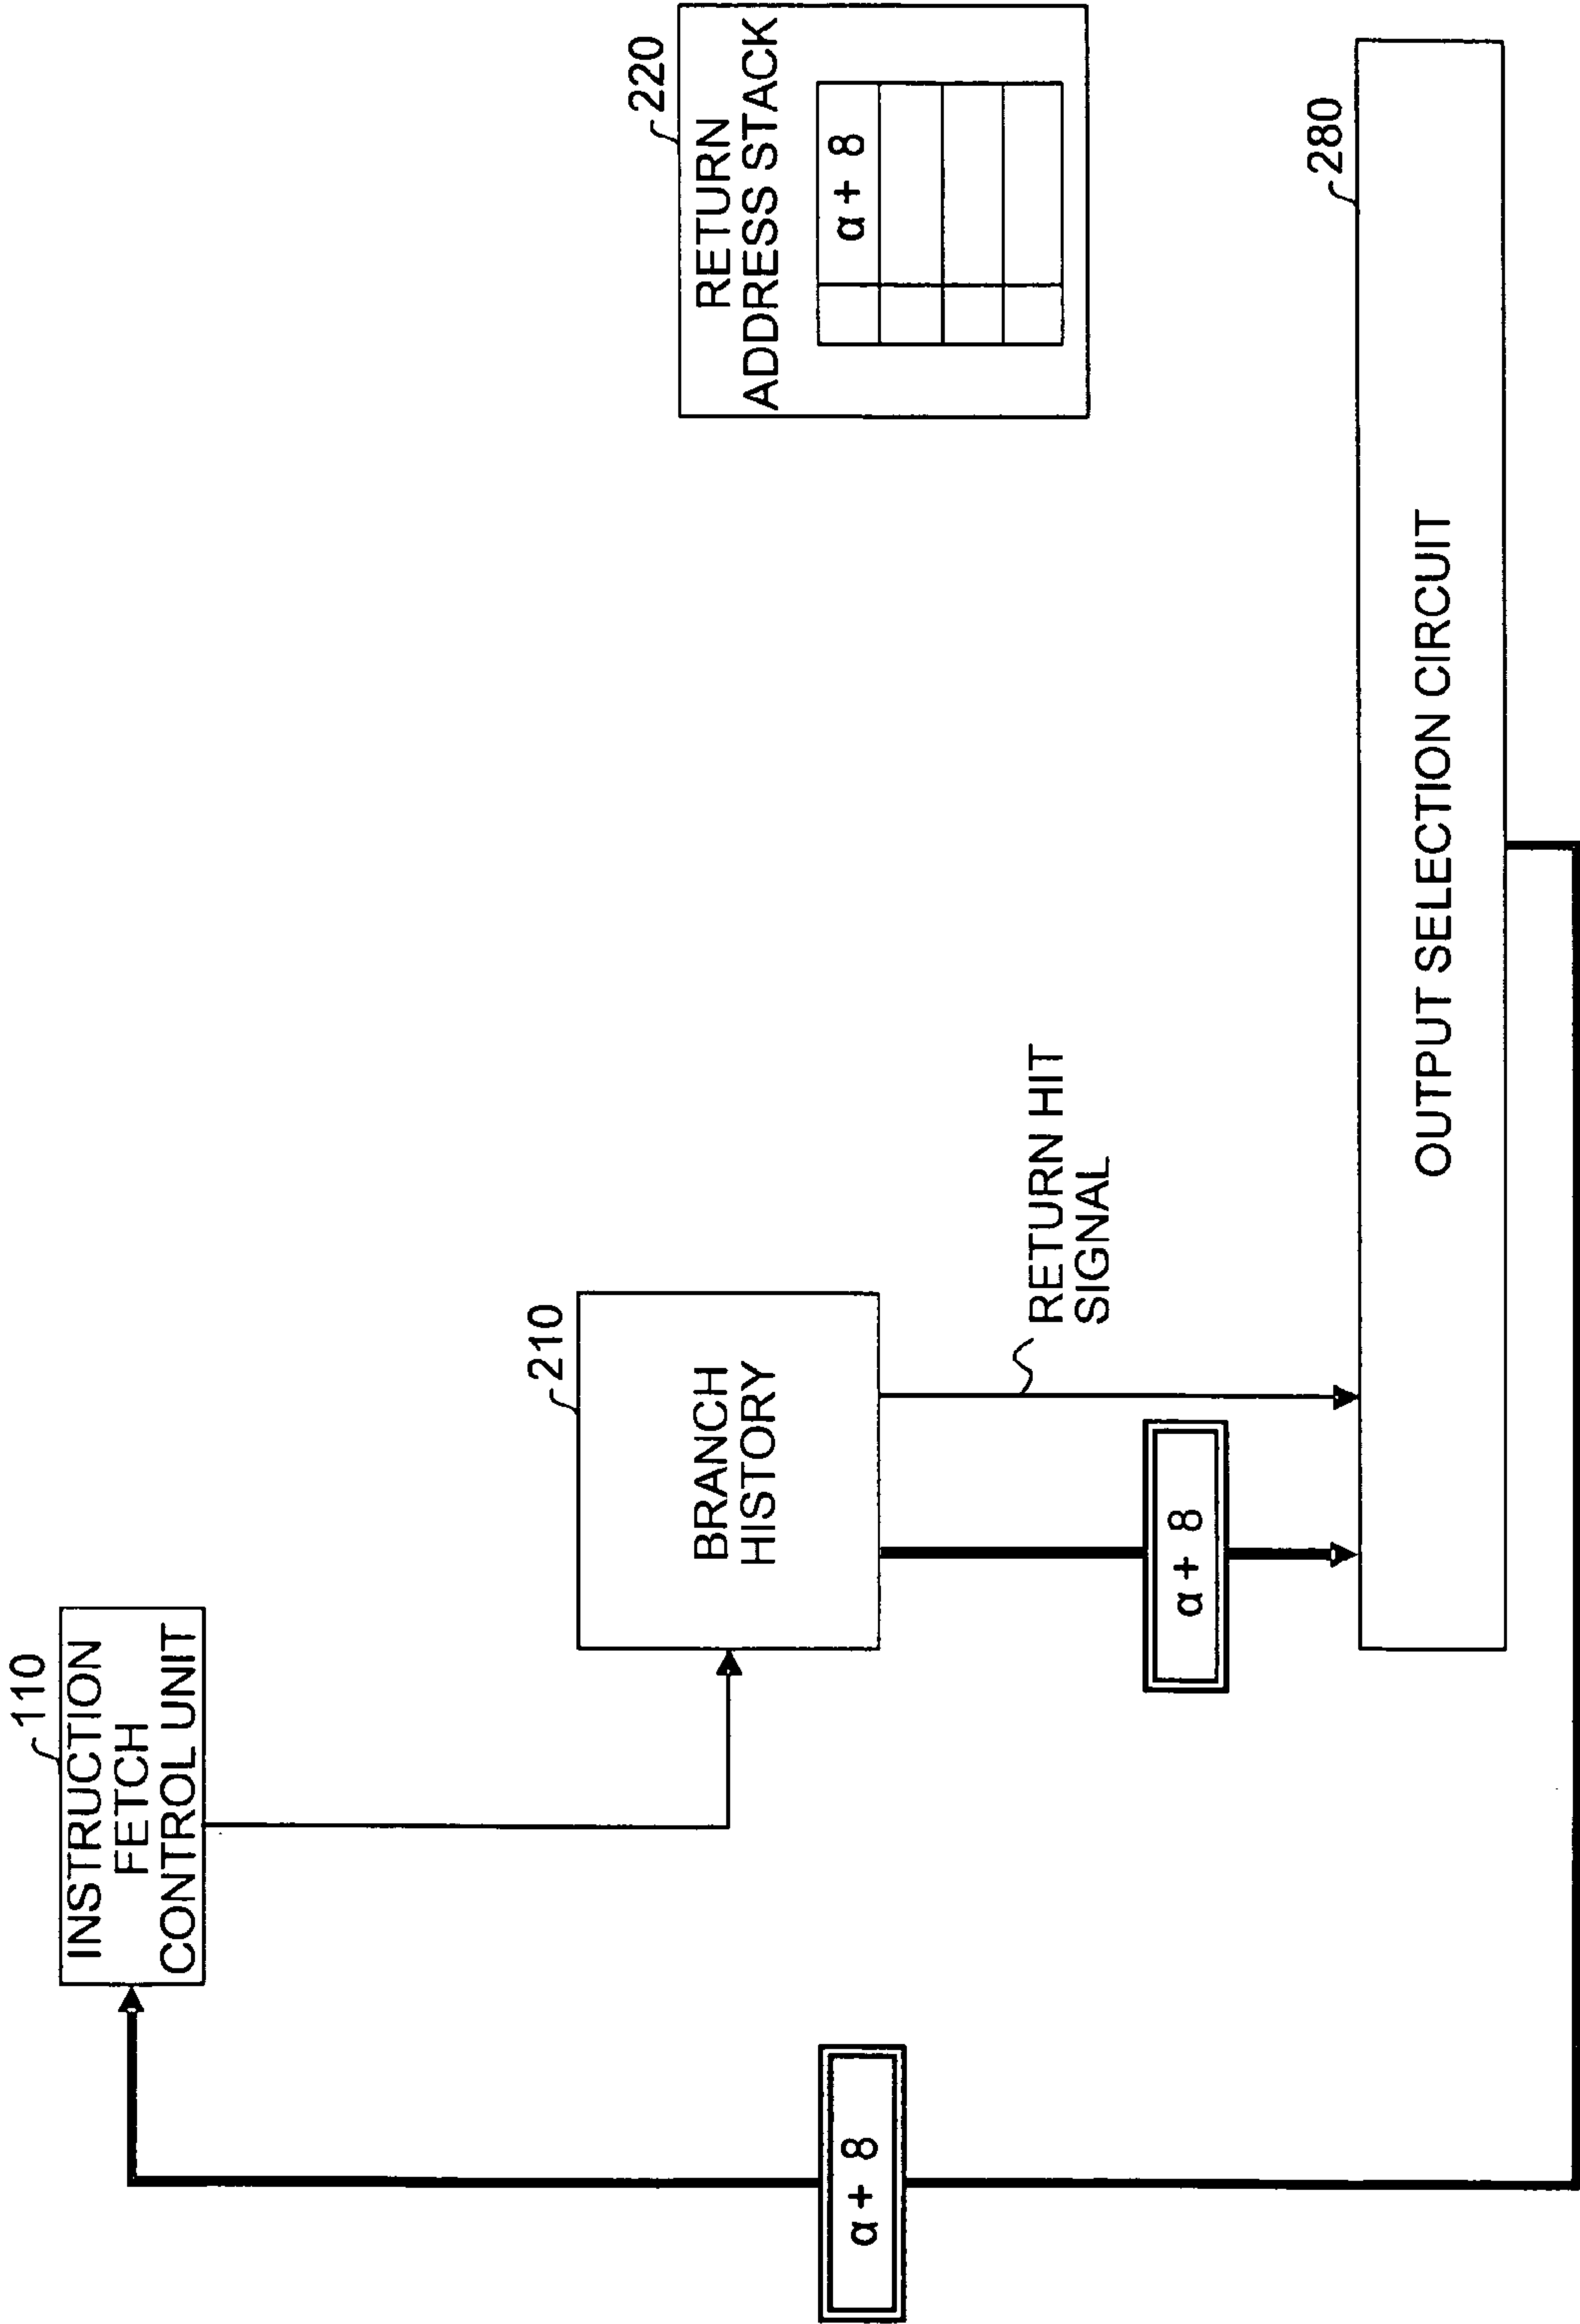 110
INSTRUCTION
FETCH
CONTROL UNIT
220
RETURN
ADDRESS STACK
α + 8
210
BRANCH
HISTORY
α + 8
RETURN HIT
SIGNAL
α + 8
280
OUTPUT SELECTION CIRCUIT